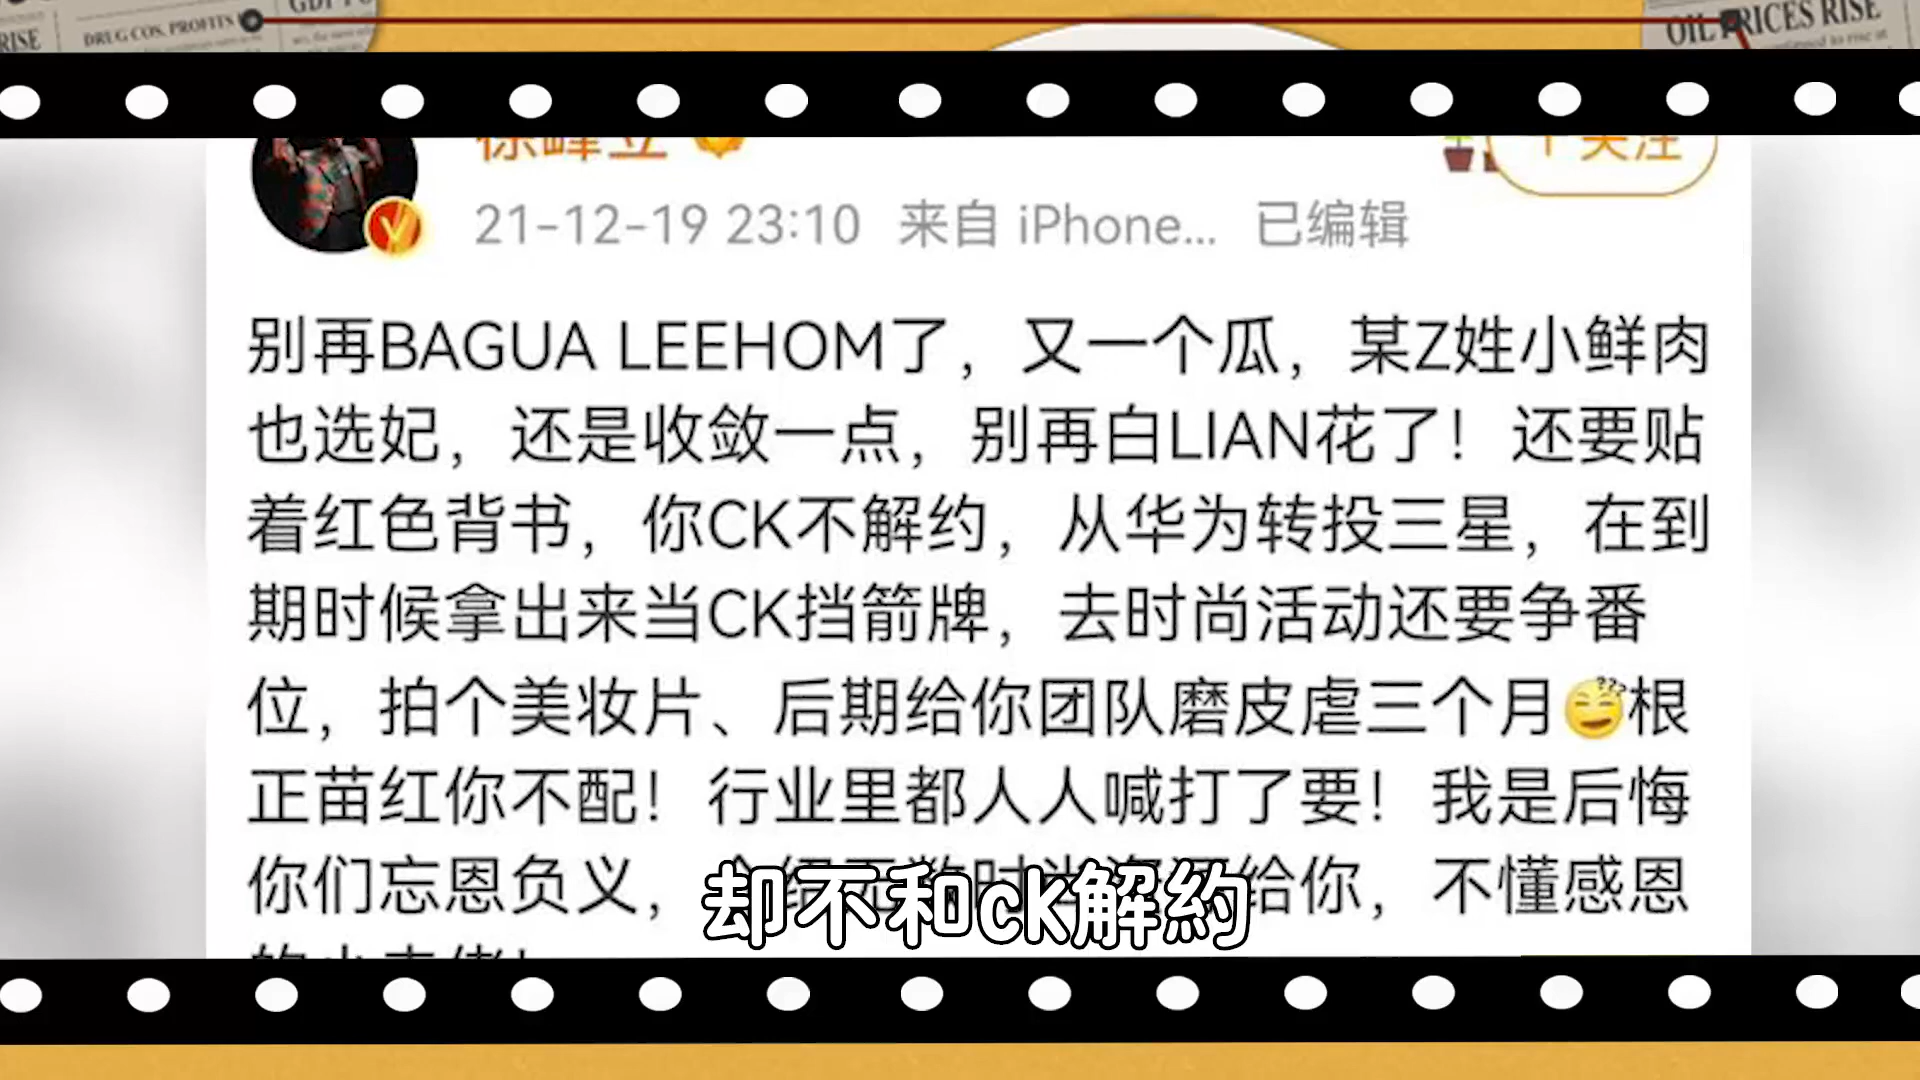 RISE
DRUG COS. PROFITS
OIL PRICES RISE
徐峰立
+关注
21-12-19 23:10 来自 iPhone... 已编辑
别再BAGUA LEEHOM了，又一个瓜，某Z姓小鲜肉
也选妃，还是收敛一点，别再白LIAN花了！还要贴
着红色背书，你CK不解约，从华为转投三星，在到
期时候拿出来当CK挡箭牌，去时尚活动还要争番
位，拍个美妆片、后期给你团队磨皮虐三个月根
正苗红你不配！行业里都人人喊打了要！我是后悔
你们忘恩负义，给你，不懂感恩
却不和ck解約